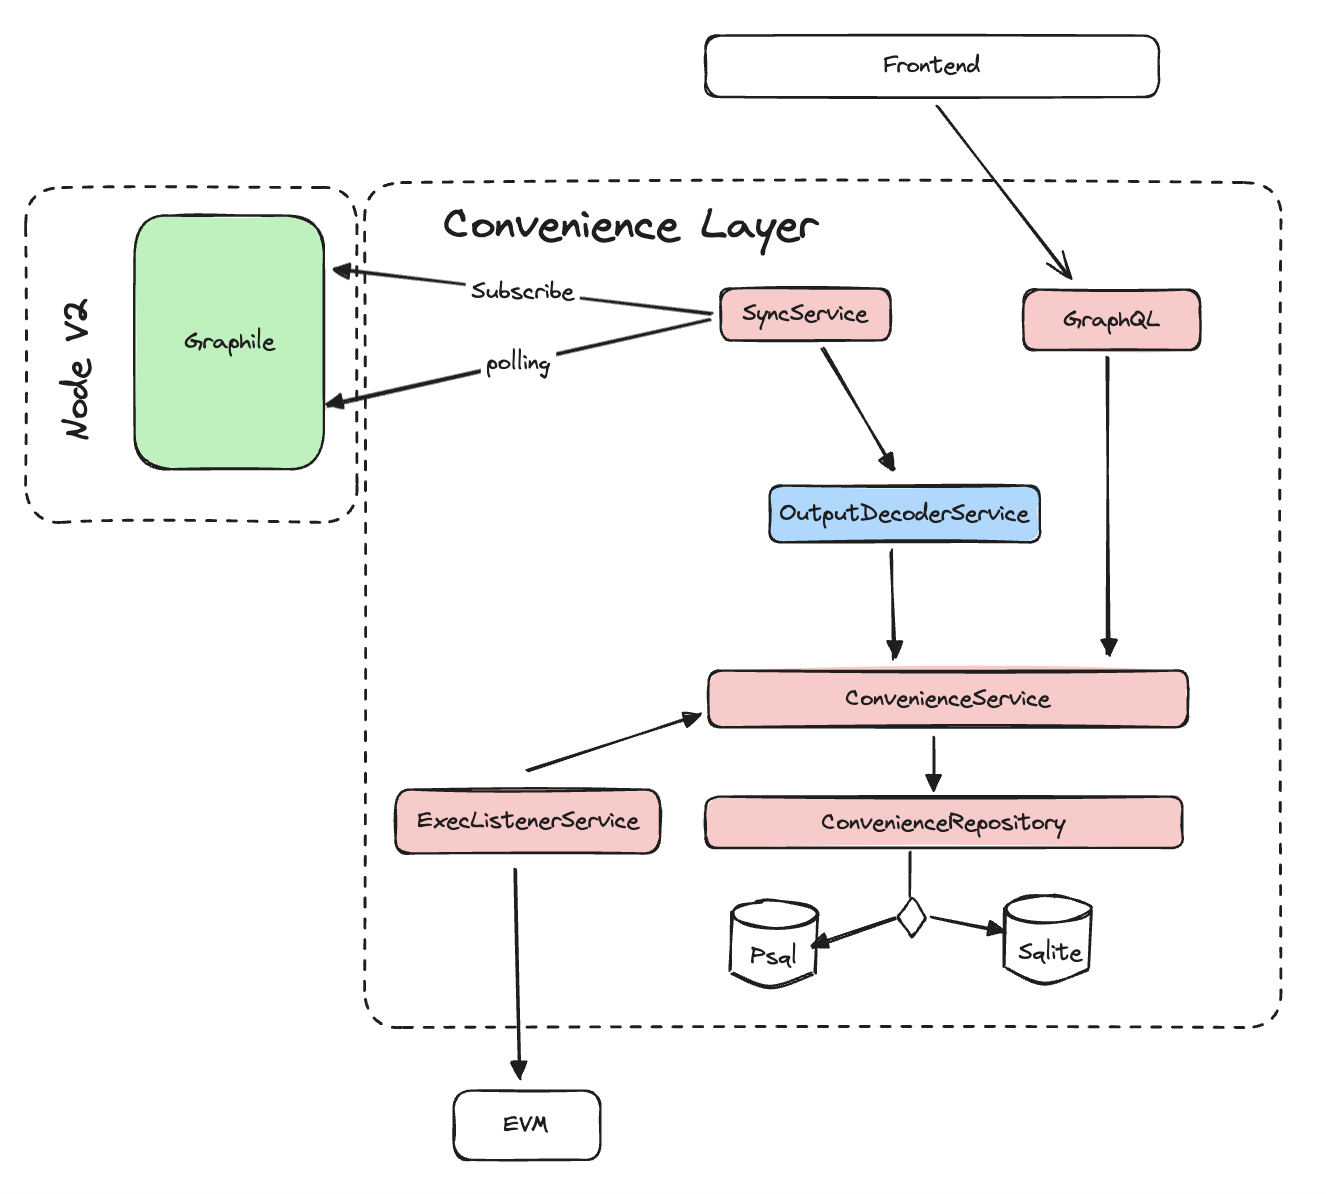 Frontend
Convenience Layer
Subscribe
SyncService
GraphQL
Node V2
Graphile
polling
OutputDecoderService
ConvenienceService
ExecListenerService
ConvenienceRepository
Psql
Sqlite
EVM